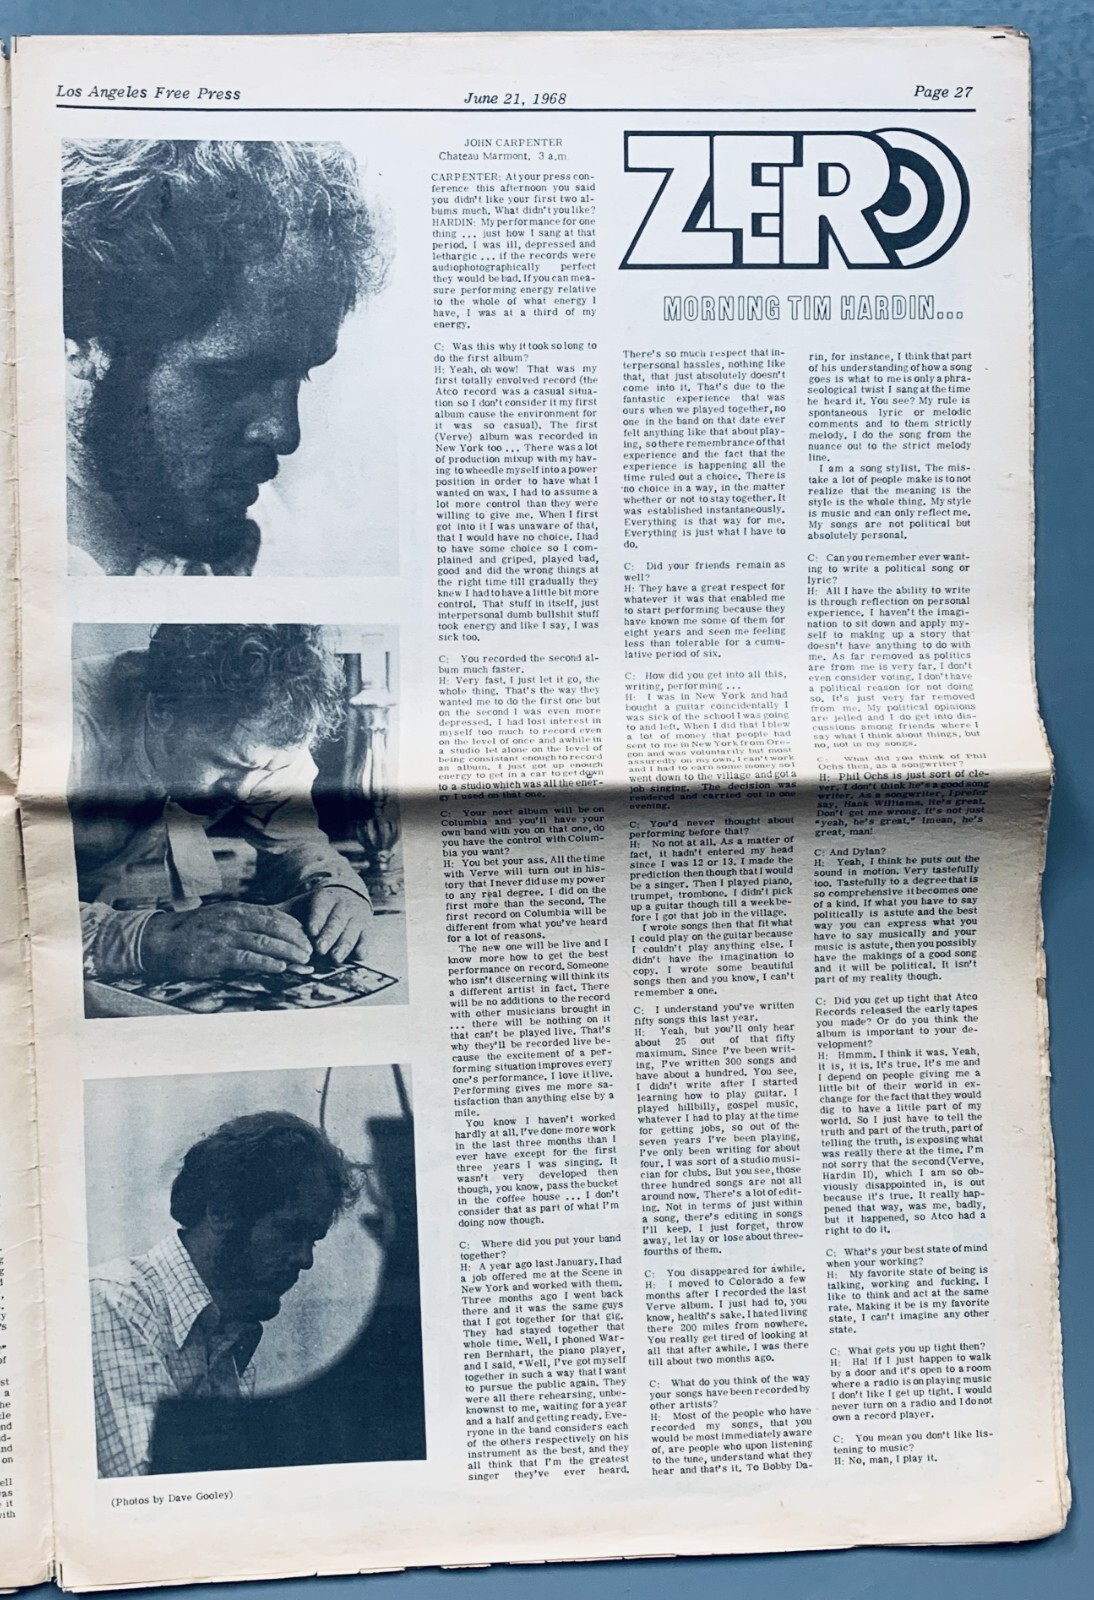 Los Angeles Free Press
June 21, 1968
Page 27
JOHN CARPENTER
Chateau Marmont, 3 a.m.
CARPENTER: At your press con-
ference this afternoon you said
you didn't like your first two al-
bums much. What didn't you like?
HARDIN: My performance for one
thing ... just how I sang at that
period. I was ill, depressed and
lethargic ... if the records were
audiophotographically perfect
they would be bad. If you can mea-
sure performing energy relative
to the whole of what energy I
have, I was at a third of my
energy.
C: Was this why it took so long to
do the first album?
H: Yeah, oh wow! That was my
first totally envolved record (the
Atco record was a casual situa-
tion so I don't consider it my first
album cause the environment for
it was so casual). The first
(Verve) album was recorded in
New York too ... There was a lot
of production mixup with my hav-
ing to wheedle myself into a power
position in order to have what I
wanted on wax. I had to assume a
lot more control than they were
willing to give me. When I first
got into it I was unaware of that,
that I would have no choice. I had
to have some choice so I com-
plained and griped, played bad,
good and did the wrong things at
the right time till gradually they
knew I had to have a little bit more
control. That stuff in itself, just
interpersonal dumb bullshit stuff
took energy and like I say, I was
sick too.
C: You recorded the second al-
bum much faster.
H: Very fast. I just let it go, the
whole thing. That's the way they
wanted me to do the first one but
on the second I was even more
depressed. I had lost interest in
myself too much to record even
on the level of once and awhile in
a studio let alone on the level of
being consistent enough to record
an album. I just got up enough
energy to get in a car to get down
to a studio which was all the ener-
gy I used on that one.
C: Your next album will be on
Columbia and you'll have your
own band with you on that one, do
you have the control with Colum-
bia you want?
H: You bet your ass. All the time
with Verve will turn out in his-
tory that I never did use my power
to any real degree. I did on the
first more than the second. The
first record on Columbia will be
different from what you've heard
for a lot of reasons.
The new one will be live and I
know more how to get the best
performance on record. Someone
who isn't discerning will think its
a different artist in fact. There
will be no additions to the record
with other musicians brought in
... there will be nothing on it
that can't be played live. That's
why they'll be recorded live be-
cause the excitement of a per-
forming situation improves every
one's performance. I love it live.
Performing gives me more sa-
tisfaction than anything else by a
mile.
You know I haven't worked
hardly at all. I've done more work
in the last three months than I
ever have except for the first
three years I was singing. It
wasn't very developed then
though, you know, pass the bucket
in the coffee house ... I don't
consider that as part of what I'm
doing now though.
C: Where did you put your band
together?
H: A year ago last January. I had
a job offered me at the Scene in
New York and worked with them.
Three months ago I went back
there and it was the same guys
that I got together for that gig.
They had stayed together that
whole time. Well, I phoned War-
ren Bernhart, the piano player,
and I said, "Well, I've got myself
together in such a way that I want
to pursue the public again. They
were all there rehearsing, unbe-
knownst to me, waiting for a year
and a half and getting ready. Eve-
ryone in the band considers each
of the others respectively on his
instrument as the best, and they
all think that I'm the greatest
singer they've ever heard.
ZERO
MORNING TIM HARDIN...
There's so much respect that in-
terpersonal hassles, nothing like
that, that just absolutely doesn't
come into it. That's due to the
fantastic experience that was
ours when we played together, no
one in the band on that date ever
felt anything like that about play-
ing, so there remembrance of that
experience and the fact that the
experience is happening all the
time ruled out a choice. There is
no choice in a way, in the matter
whether or not to stay together. It
was established instantaneously.
Everything is that way for me.
Everything is just what I have to
do.
C: Did your friends remain as
well?
H: They have a great respect for
whatever it was that enabled me
to start performing because they
have known me some of them for
eight years and seen me feeling
less than tolerable for a cumu-
lative period of six.
C: How did you get into all this,
writing, performing ...
H: I was in New York and had
bought a guitar coincidentally I
was sick of the school I was going
to and left. When I did that I blew
a lot of money that people had
sent to me in New York from Ore-
gon and was voluntarily but most
assuredly on my own. I can't work
and I had to earn some money so I
went down to the village and got a
job singing. The decision was
rendered and carried out in one
evening.
C: You'd never thought about
performing before that?
H: No not at all. As a matter of
fact, it hadn't entered my head
since I was 12 or 13. I made the
prediction then though that I would
be a singer. Then I played piano,
trumpet, trombone. I didn't pick
up a guitar though till a week be-
fore I got that job in the village.
I wrote songs then that fit what
I could play on the guitar because
I couldn't play anything else. I
didn't have the imagination to
copy. I wrote some beautiful
songs then and you know, I can't
remember a one.
C: I understand you've written
fifty songs this last year.
H: Yeah, but you'll only hear
about 25 out of that fifty
maximum. Since I've been writ-
ing, I've written 300 songs and
have about a hundred. You see,
I didn't write after I started
learning how to play guitar. I
played hillbilly, gospel music,
whatever I had to play at the time
for getting jobs, so out of the
seven years I've been playing,
I've only been writing for about
four. I was sort of a studio musi-
cian for clubs. But you see, those
three hundred songs are not all
around now. There's a lot of edit-
ing. Not in terms of just within
a song, there's editing in songs
I'll keep. I just forget, throw
away, let lay or lose about three-
fourths of them.
C: You disappeared for awhile.
H: I moved to Colorado a few
months after I recorded the last
Verve album. I just had to, you
know, health's sake. I hated living
there 200 miles from nowhere.
You really get tired of looking at
all that after awhile. I was there
till about two months ago.
C: What do you think of the way
your songs have been recorded by
other artists?
H: Most of the people who have
recorded my songs, that you
would be most immediately aware
of, are people who upon listening
to the tune, understand what they
hear and that's it. To Bobby Da-
rin, for instance, I think that part
of his understanding of how a song
goes is what to me is only a phra-
seological twist I sang at the time
he heard it. You see? My rule is
spontaneous lyric or melodic
comments and to them strictly
melody. I do the song from the
nuance out to the strict melody
line.
I am a song stylist. The mis-
take a lot of people make is to not
realize that the meaning is the
style is the whole thing. My style
is music and can only reflect me.
My songs are not political but
absolutely personal.
C: Can you remember ever want-
ing to write a political song or
lyric?
H: All I have the ability to write
is through reflection on personal
experience. I haven't the imagi-
nation to sit down and apply my-
self to making up a story that
doesn't have anything to do with
me. As far removed as politics
are from me is very far. I don't
even consider voting. I don't have
a political reason for not doing
so. It's just very far removed
from me. My political opinions
are jelled and I do get into dis-
cussions among friends where I
say what I think about things, but
no, not in my songs.
C: What did you think of Phil
Ochs then, as a songwriter?
H: Phil Ochs is just sort of cle-
ver. I don't think he's a good song
writer. As a songwriter, I prefer
say, Hank Williams. He's great.
Don't get me wrong. It's not just
"yeah, he's great." I mean, he's
great, man!
C: And Dylan?
H: Yeah, I think he puts out the
sound in motion. Very tastefully
too. Tastefully to a degree that is
so comprehensive it becomes one
of a kind. If what you have to say
politically is astute and the best
way you can express what you
have to say musically and your
music is astute, then you possibly
have the makings of a good song
and it will be political. It isn't
part of my reality though.
C: Did you get up tight that Atco
Records released the early tapes
you made? Or do you think the
album is important to your de-
velopment?
H: Hmmm. I think it was. Yeah,
it is, it is. It's true. It's me and
I depend on people giving me a
little bit of their world in ex-
change for the fact that they would
dig to have a little part of my
world. So I just have to tell the
truth and part of the truth, part of
telling the truth, is exposing what
was really there at the time. I'm
not sorry that the second (Verve,
Hardin II), which I am so ob-
viously disappointed in, is out
because it's true. It really hap-
pened that way, was me, badly,
but it happened, so Atco had a
right to do it.
C: What's your best state of mind
when your working?
H: My favorite state of being is
talking, working and fucking. I
like to think and act at the same
rate. Making it be is my favorite
state, I can't imagine any other
state.
C: What gets you up tight then?
H: Ha! If I just happen to walk
by a door and it's open to a room
where a radio is on playing music
I don't like I get up tight. I would
never turn on a radio and I do not
own a record player.
C: You mean you don't like lis-
tening to music?
H: No, man, I play it.
(Photos by Dave Gooley)